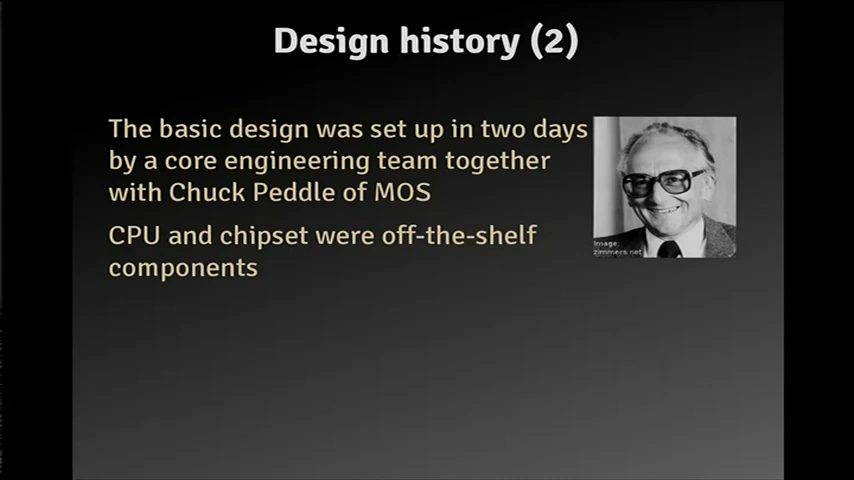 Design history (2)
The basic design was set up in two days
by a core engineering team together
with Chuck Peddle of MOS
CPU and chipset were off-the-shelf
components
Image:
zimmers.net